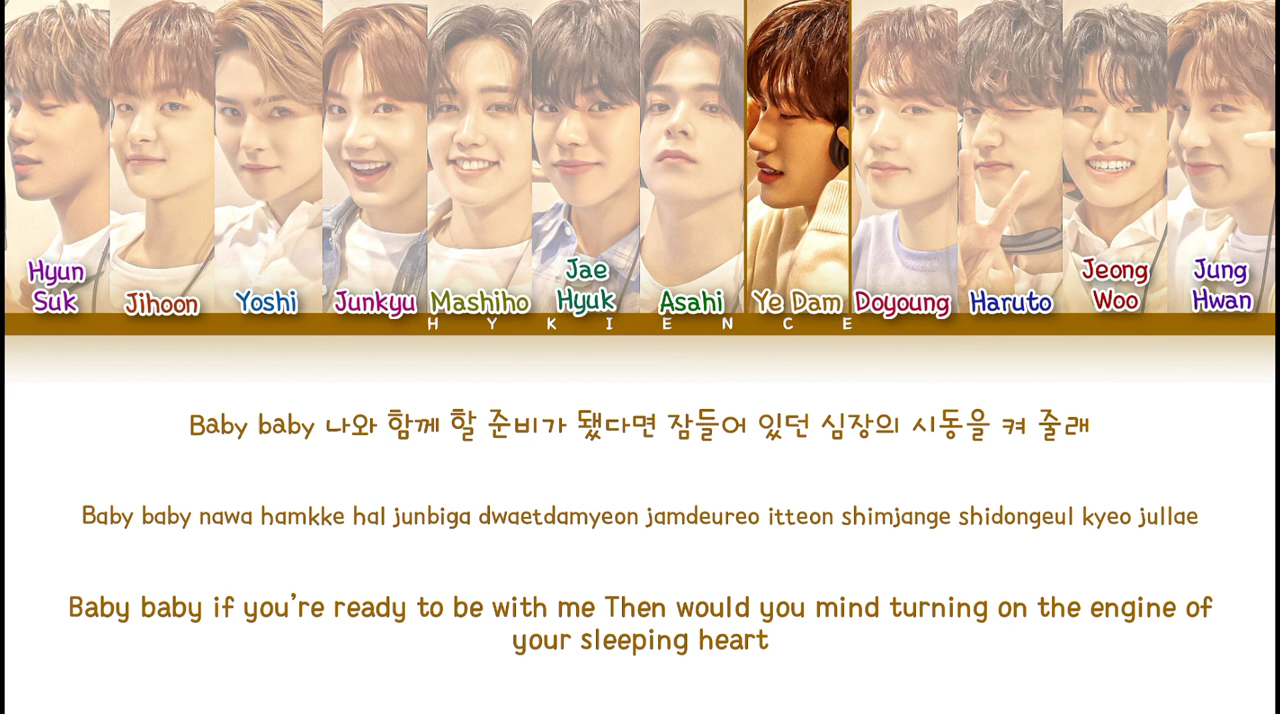 Hyun Suk
Jihoon
Yoshi
Junkyu
Mashiho
Jae Hyuk
Asahi
Ye Dam
Doyoung
Haruto
Jeong Woo
Jung Hwan
HYKIENCE
Baby baby 나와 함께 할 준비가 됐다면 잠들어 있던 심장의 시동을 켜 줄래
Baby baby nawa hamkke hal junbiga dwaetdamyeon jamdeureo itteon shimjange shidongeul kyeo jullae
Baby baby if you’re ready to be with me Then would you mind turning on the engine of
your sleeping heart